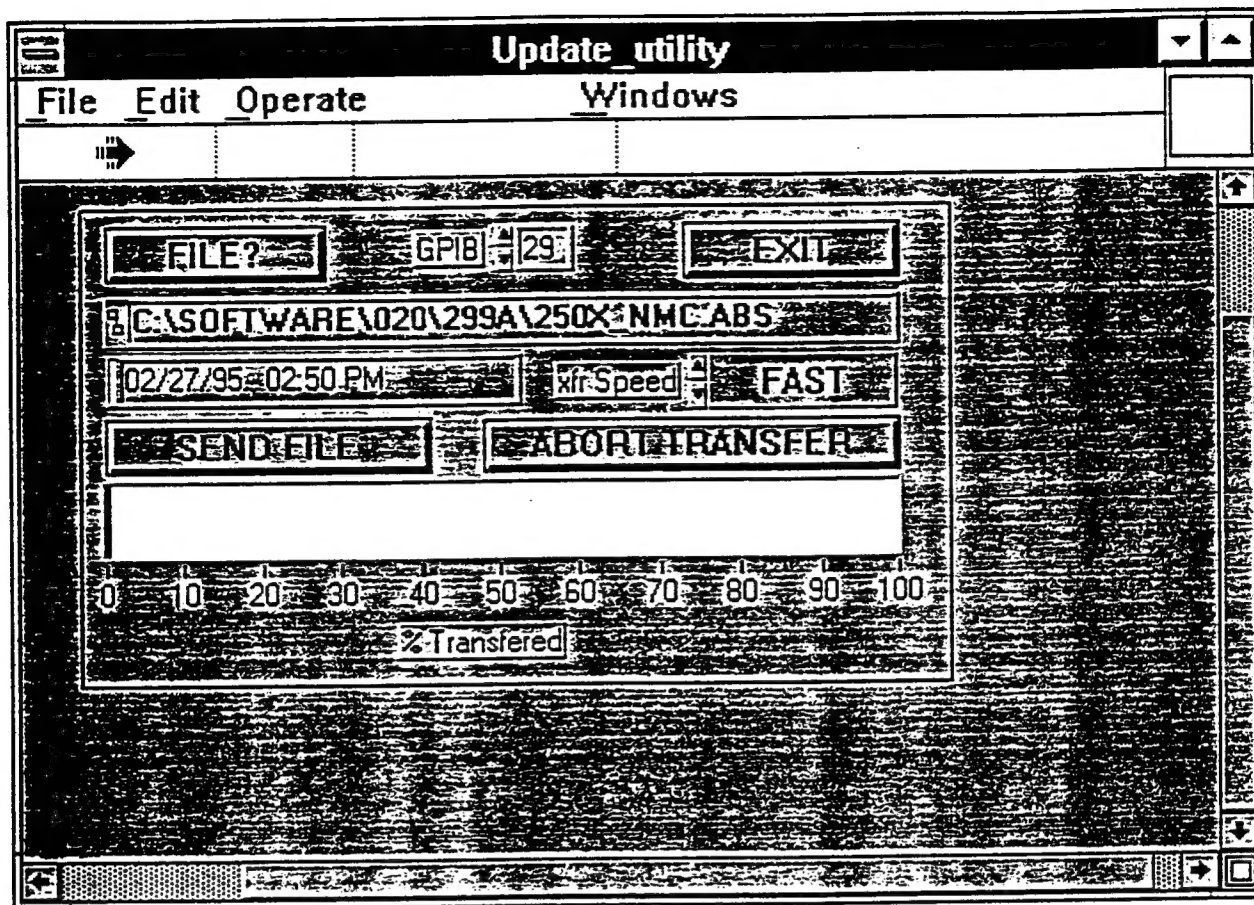 Update_utility
File Edit Operate Windows
FILE? GPIB 29 EXIT
C:\SOFTWARE\020\299A\250X_NMC.ABS
02/27/95 02:50 PM xfr Speed FAST
SEND FILE ABORT TRANSFER
0 10 20 30 40 50 60 70 80 90 100
% Transfered